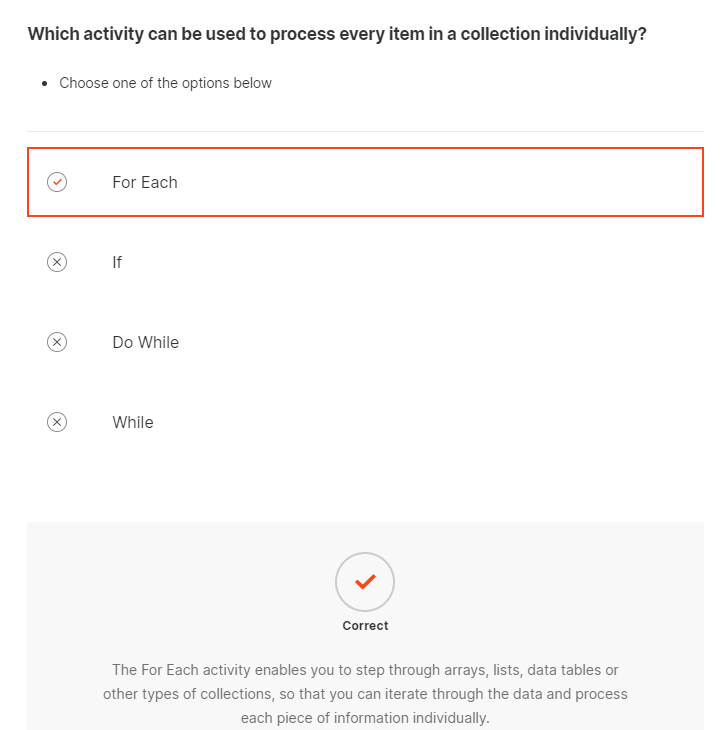 Which activity can be used to process every item in a collection individually?
Choose one of the options below
For Each
If
Do While
While
Correct
The For Each activity enables you to step through arrays, lists, data tables or
other types of collections, so that you can iterate through the data and process
each piece of information individually.